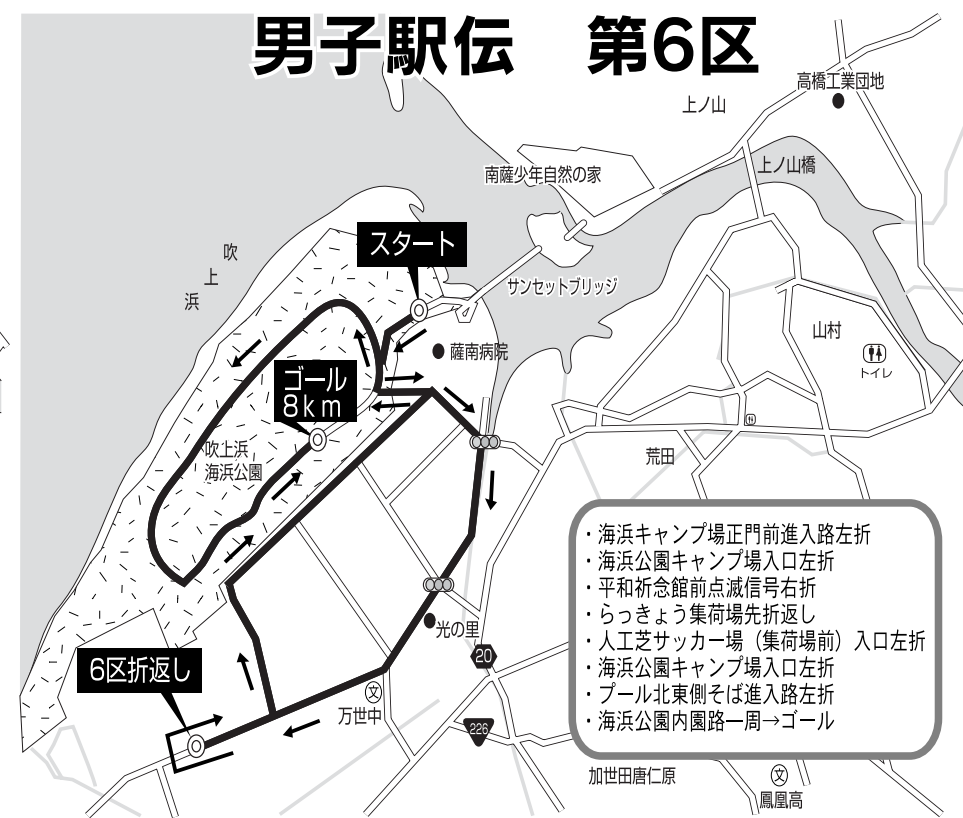 男子駅伝　第6区
高橋工業団地
上ノ山
上ノ山橋
南薩少年自然の家
スタート
吹上浜
サンセットブリッジ
山村
薩南病院
トイレ
ゴール
8km
吹上浜
海浜公園
荒田
・海浜キャンプ場正門前進入路左折
・海浜公園キャンプ場入口左折
・平和祈念館前点滅信号右折
・らっきょう集荷場先折返し
・人工芝サッカー場（集荷場前）入口左折
・海浜公園キャンプ場入口左折
・プール北東側そば進入路左折
・海浜公園内園路一周→ゴール
光の里
20
6区折返し
文
万世中
226
加世田唐仁原
文
鳳凰高